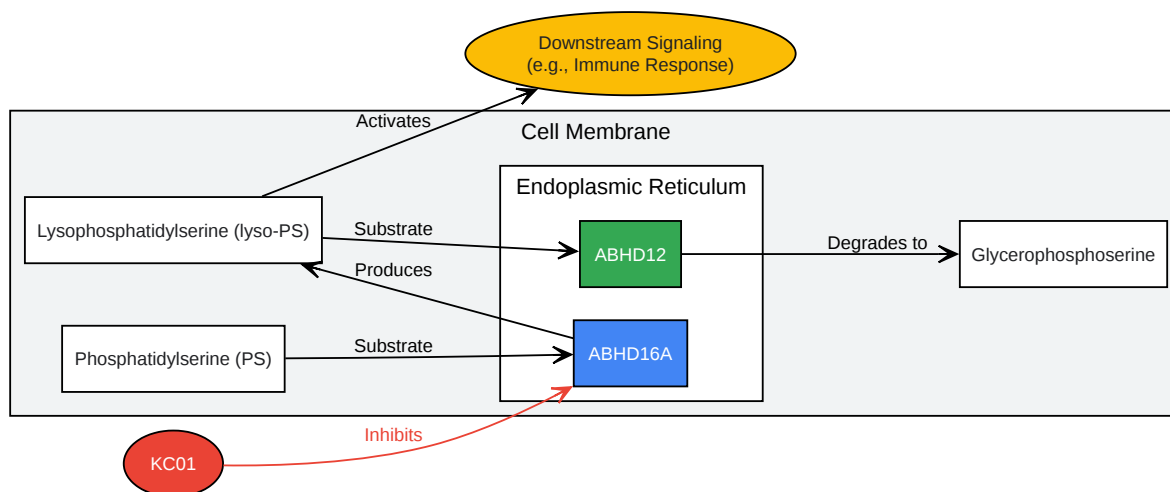 Downstream Signaling
(e.g., Immune Response)
Activates
Cell Membrane
Endoplasmic Reticulum
Lysophosphatidylserine (lyso-PS)
Substrate
ABHD12
Degrades to
Glycerophosphoserine
Produces
Phosphatidylserine (PS)
Substrate
ABHD16A
Inhibits
KC01